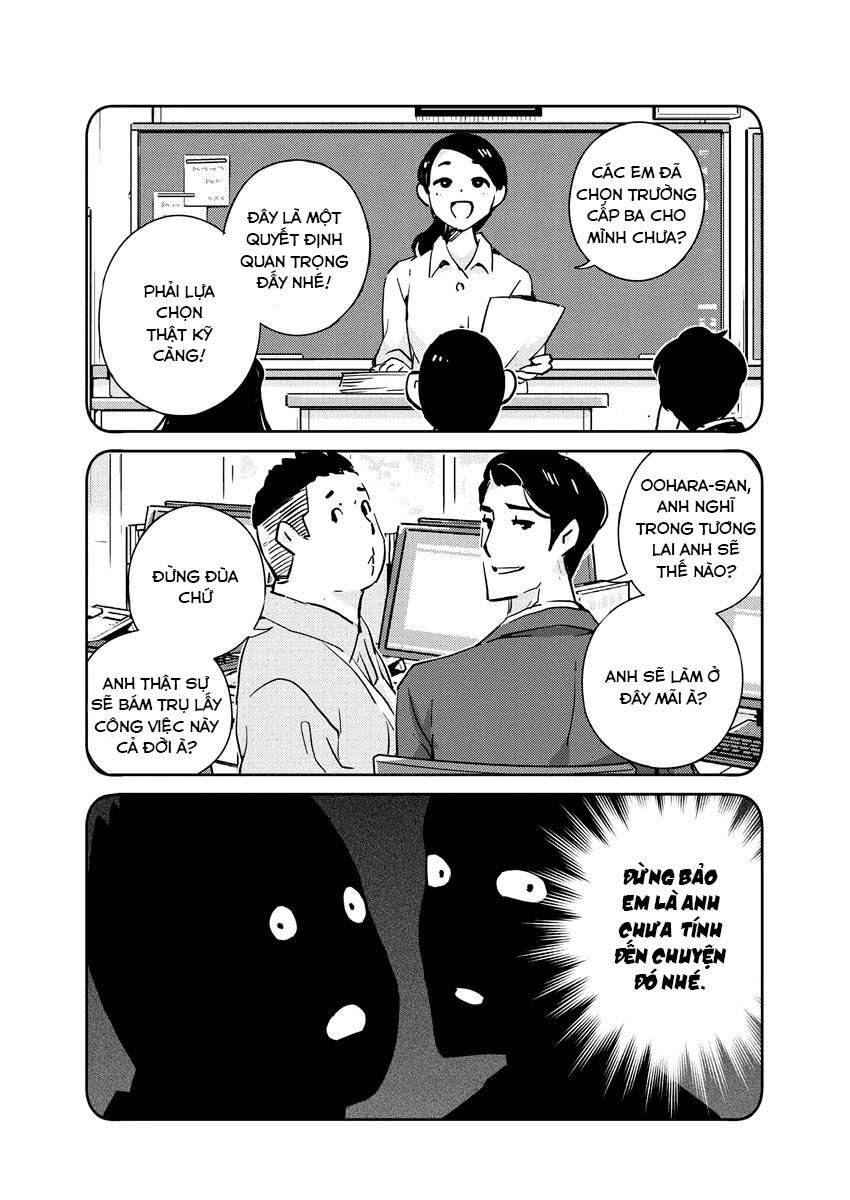 CÁC EM ĐÃ
CHỌN TRƯỜNG
CẤP BA CHO
MÌNH CHƯA?
ĐÂY LÀ MỘT
QUYẾT ĐỊNH
QUAN TRỌNG
ĐẤY NHÉ!
PHẢI LỰA
CHỌN
THẬT KỸ
CÀNG!
OOHARA-SAN,
ANH NGHĨ
TRONG TƯƠNG
LAI ANH SẼ
THẾ NÀO?
ANH SẼ LÀM Ở
ĐÂY MÃI À?
ĐỪNG ĐÙA
CHỨ
ANH THẬT SỰ
SẼ BÁM TRỤ LẤY
CÔNG VIỆC NÀY
CẢ ĐỜI À?
ĐỪNG BẢO
EM LÀ ANH
CHƯA TÍNH
ĐẾN CHUYỆN
ĐÓ NHÉ.